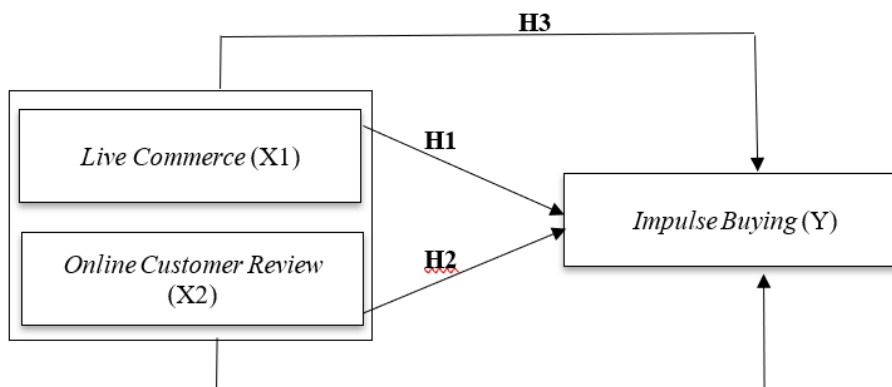 H3
Live Commerce (X1)
H1
Impulse Buying (Y)
Online Customer Review
(X2)
H2